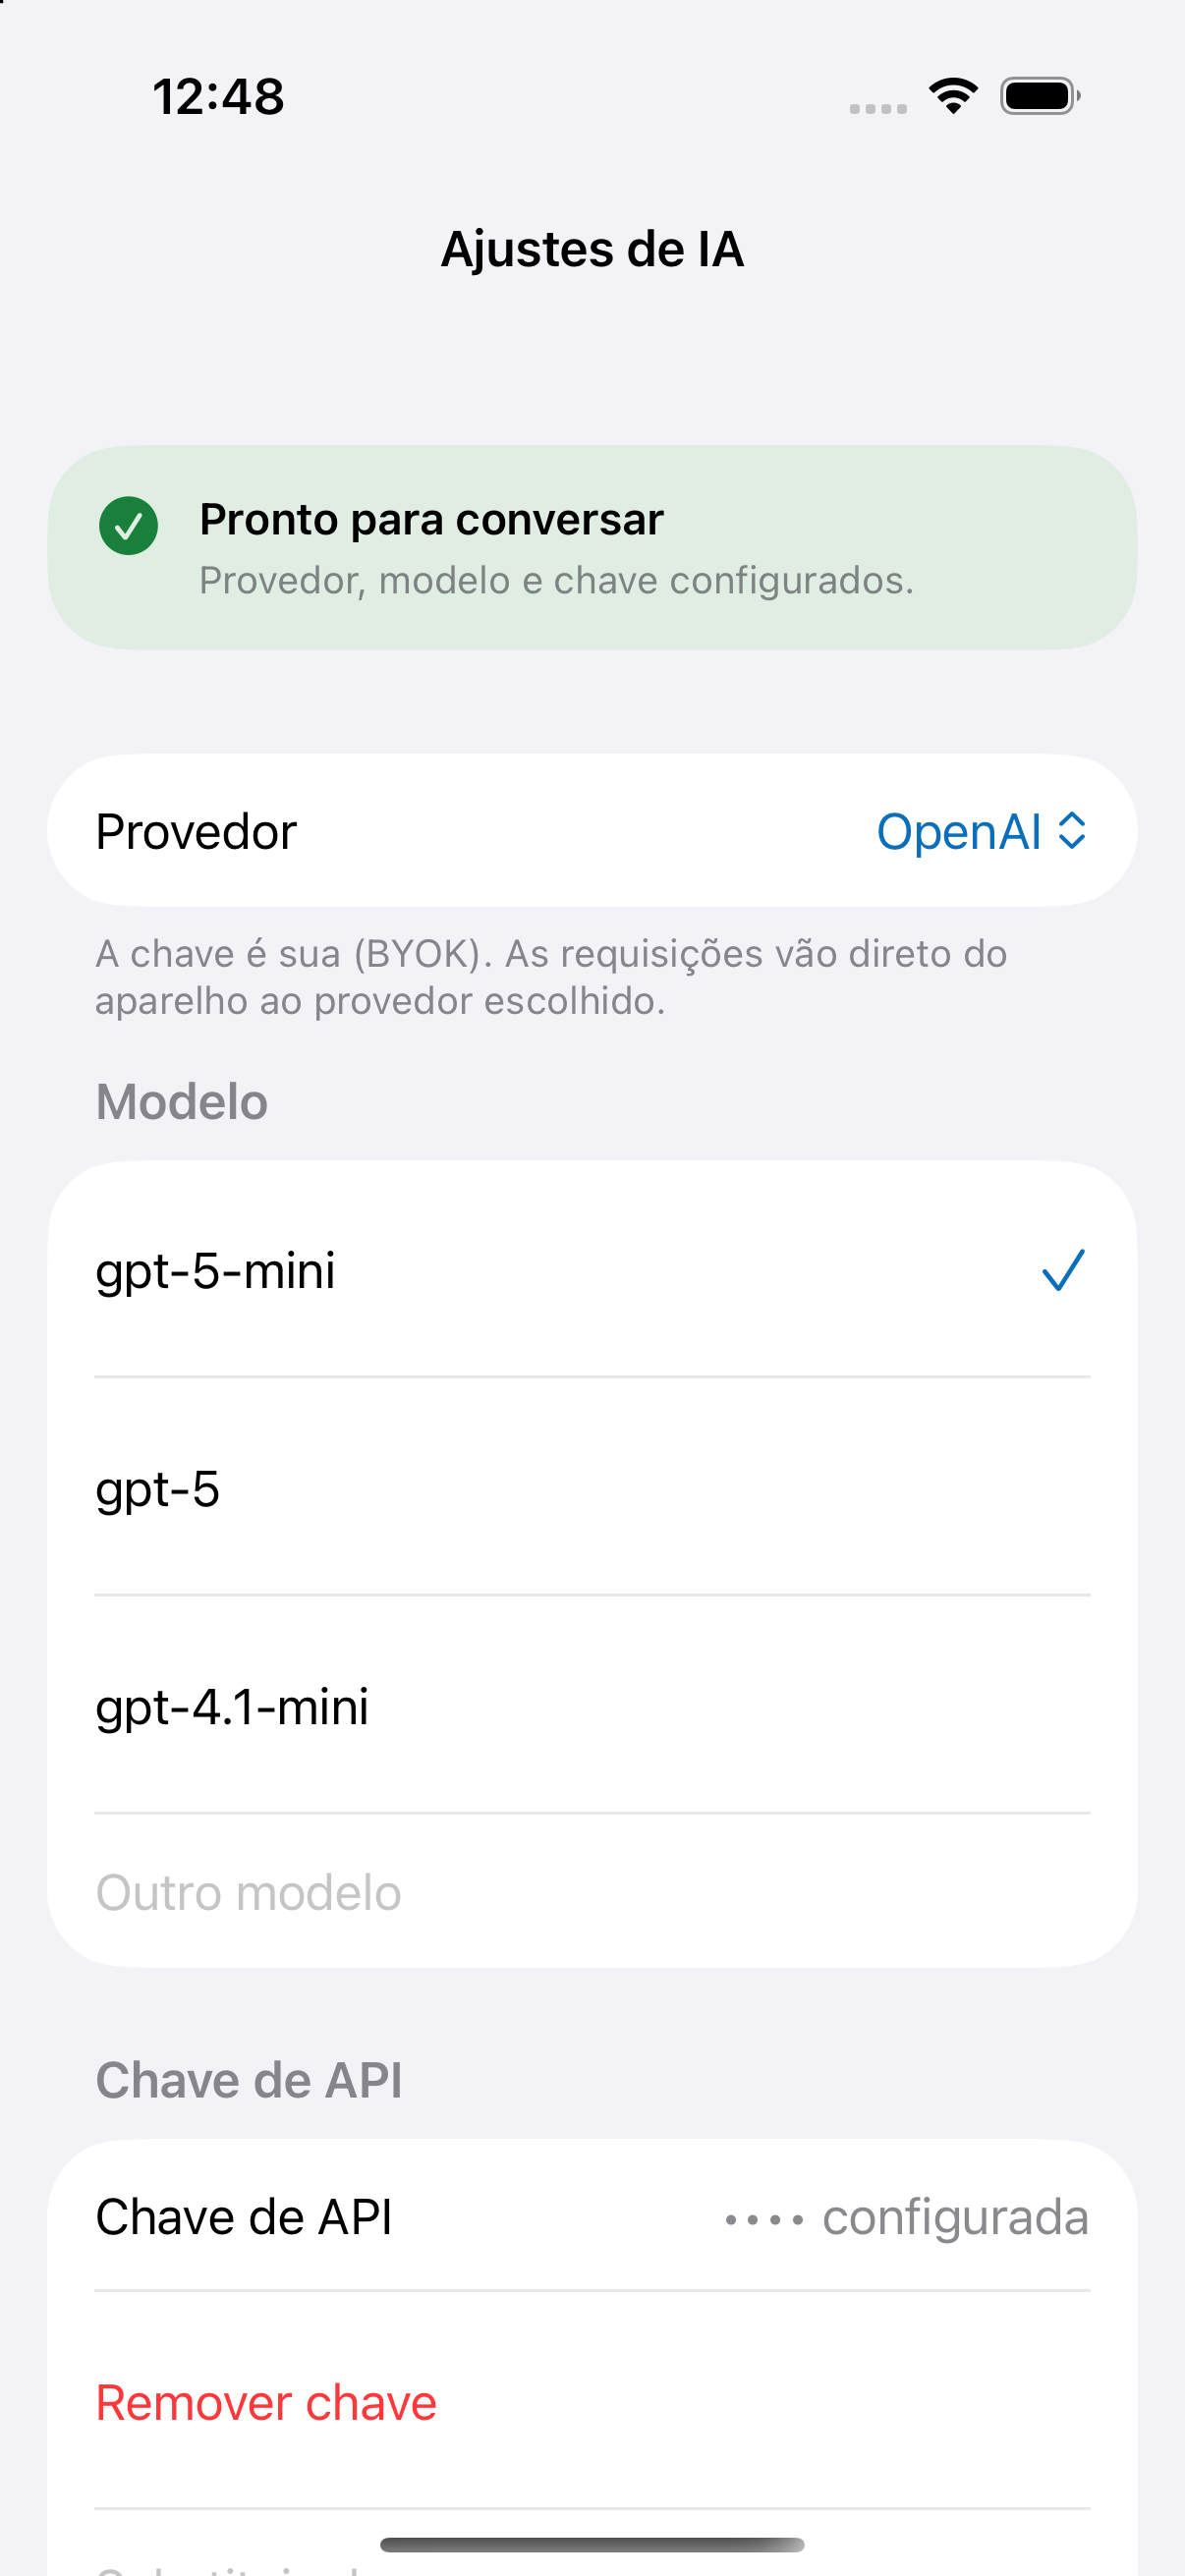 12:48
Ajustes de IA
Pronto para conversar
Provedor, modelo e chave configurados.
Provedor
OpenAI
A chave é sua (BYOK). As requisições vão direto do
aparelho ao provedor escolhido.
Modelo
gpt-5-mini
gpt-5
gpt-4.1-mini
Outro modelo
Chave de API
Chave de API
•••• configurada
Remover chave